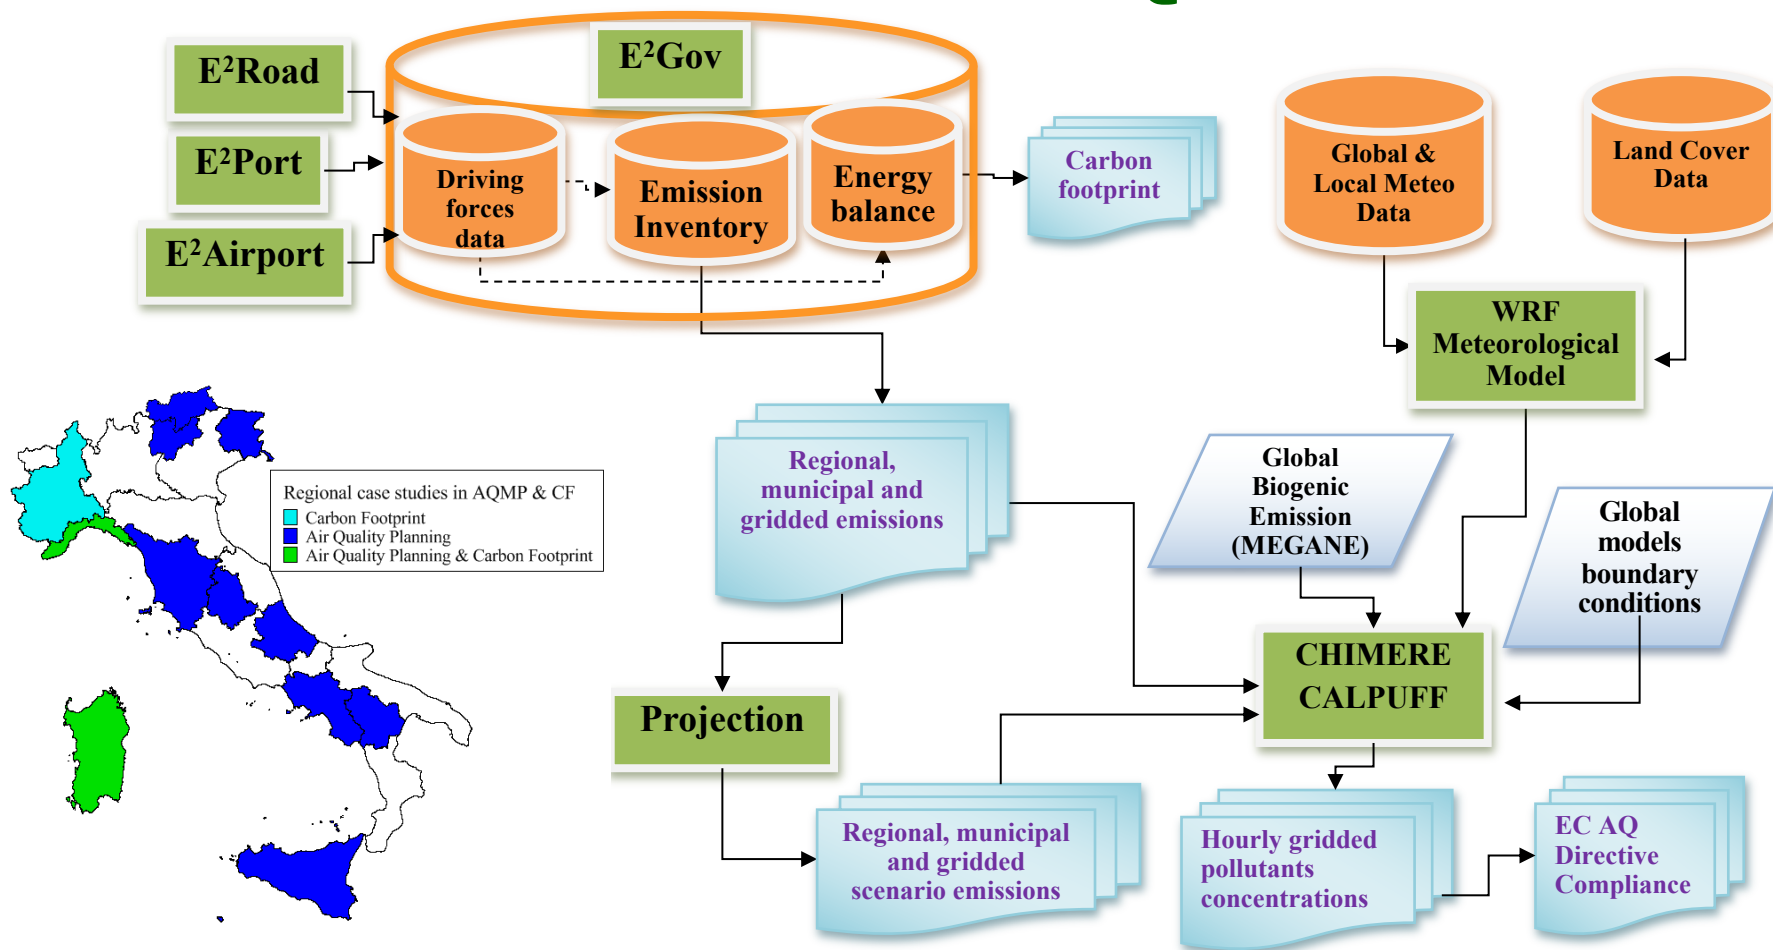 E²Road
E²Port
E²Airport
E²Gov
Driving
forces
data
Emission
Inventory
Energy
balance
Carbon
footprint
Global &
Local Meteo
Data
Land Cover
Data
WRF
Meteorological
Model
Regional case studies in AQMP & CF
Carbon Footprint
Air Quality Planning
Air Quality Planning & Carbon Footprint
Regional,
municipal and
gridded emissions
Global
Biogenic
Emission
(MEGANE)
Global
models
boundary
conditions
CHIMERE
CALPUFF
Projection
Regional, municipal
and gridded
scenario emissions
Hourly gridded
pollutants
concentrations
EC AQ
Directive
Compliance